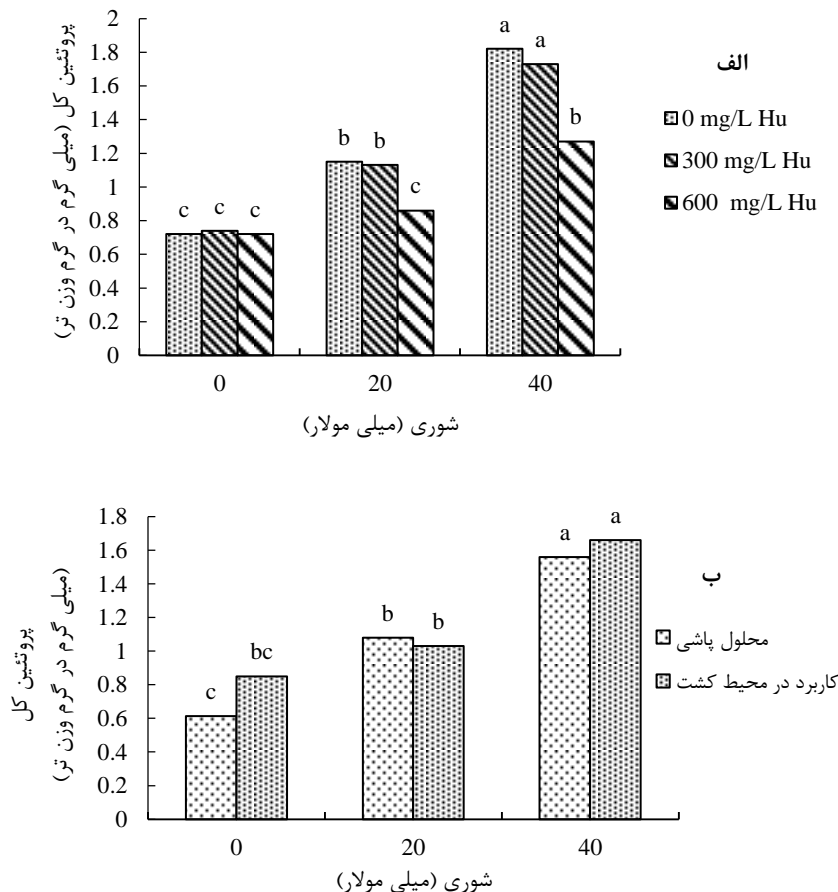 پروتئین کل (میلی گرم در گرم وزن تر)
2
1.8
1.6
1.4
1.2
1
0.8
0.6
0.4
0.2
0
c c c
b b c
a a b
0 20 40
شوری (میلی مولار)
الف
0 mg/L Hu
300 mg/L Hu
600 mg/L Hu
پروتئین کل
(میلی گرم در گرم وزن تر)
1.8
1.6
1.4
1.2
1
0.8
0.6
0.4
0.2
0
c bc
b b
a a
0 20 40
شوری (میلی مولار)
ب
محلول پاشی
کاربرد در محیط کشت